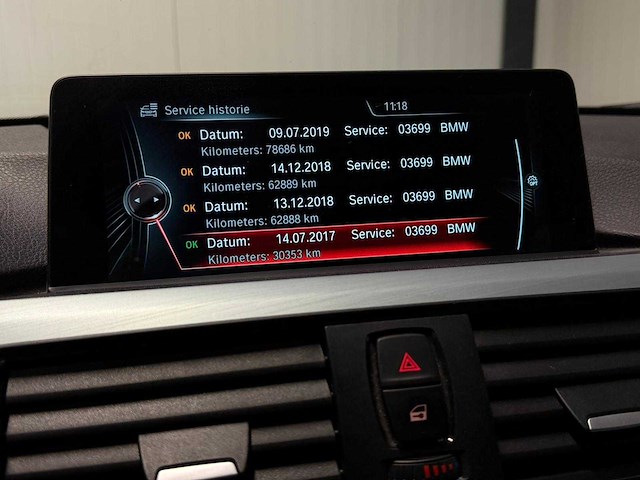 Service historie 11:18
OK Datum: 09.07.2019 Service: 03699 BMW
Kilometers: 78686 km
OK Datum: 14.12.2018 Service: 03699 BMW
Kilometers: 62889 km
OK Datum: 13.12.2018 Service: 03699 BMW
Kilometers: 62888 km
OK Datum: 14.07.2017 Service: 03699 BMW
Kilometers: 30353 km